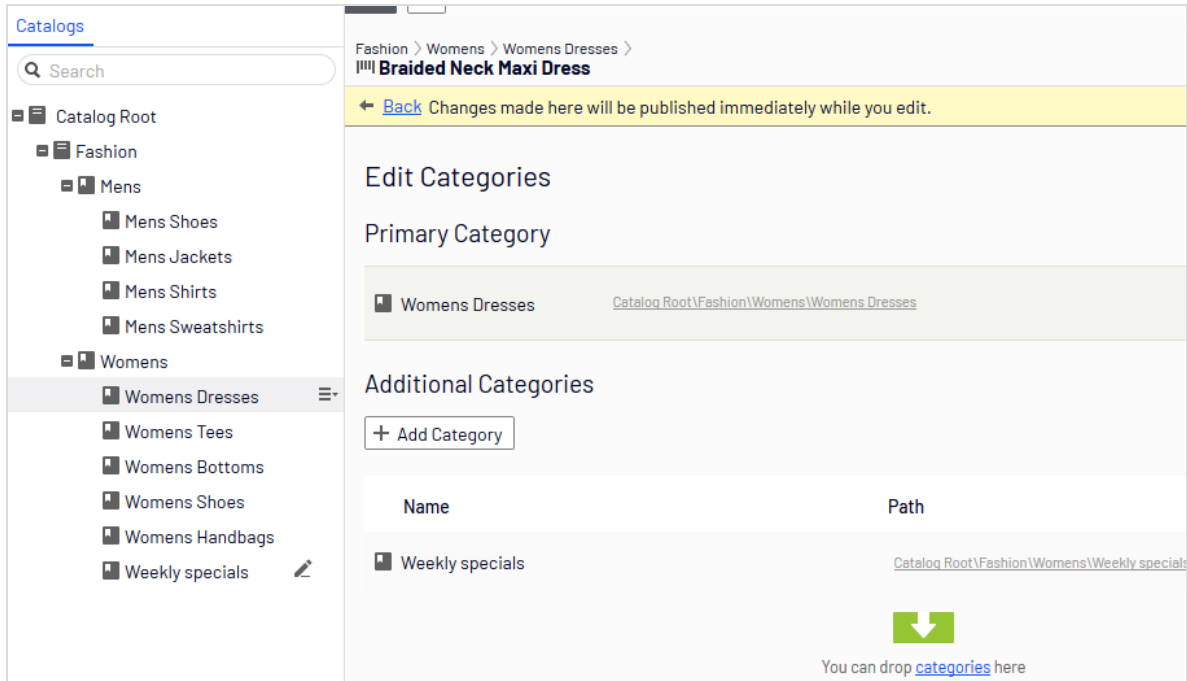 Catalogs
Search
Catalog Root
Fashion
Mens
Mens Shoes
Mens Jackets
Mens Shirts
Mens Sweatshirts
Womens
Womens Dresses
Womens Tees
Womens Bottoms
Womens Shoes
Womens Handbags
Weekly specials
Fashion > Womens > Womens Dresses >
Braided Neck Maxi Dress
Back Changes made here will be published immediately while you edit.
Edit Categories
Primary Category
Womens Dresses Catalog Root\Fashion\Womens\Womens Dresses
Additional Categories
+ Add Category
Name Path
Weekly specials Catalog Root\Fashion\Womens\Weekly specials
You can drop categories here